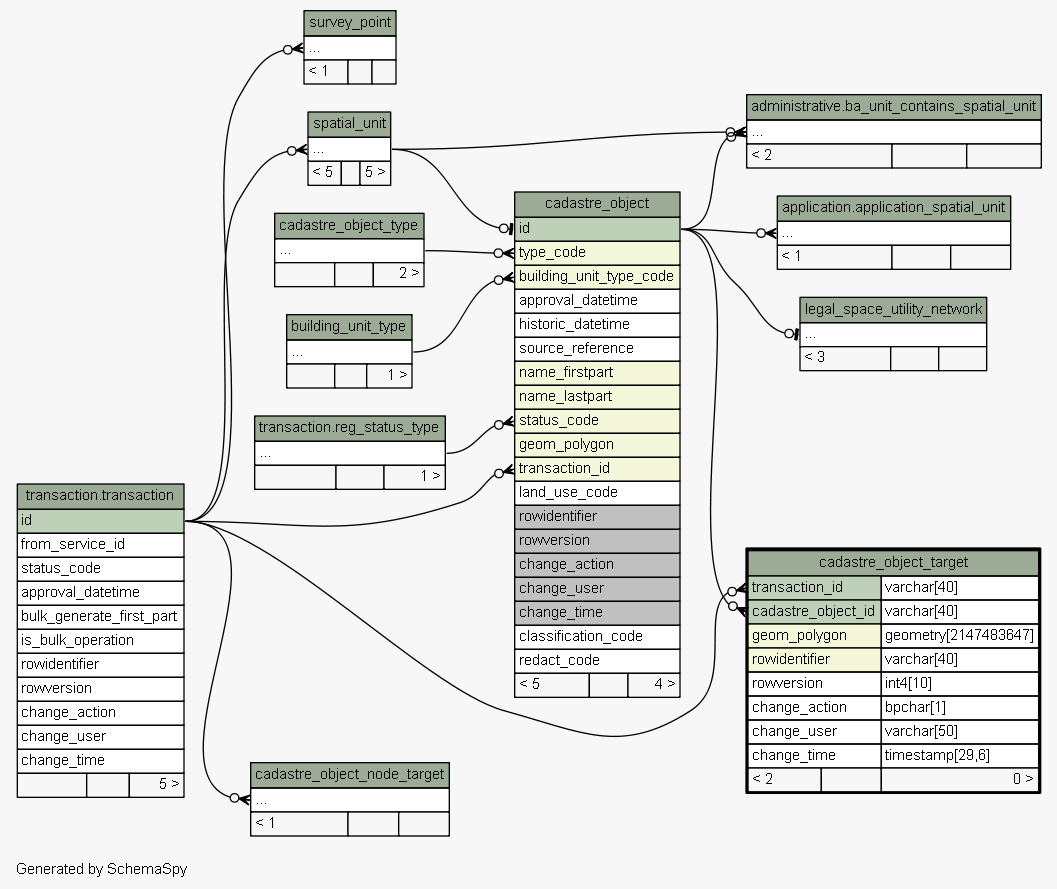 survey_point
...
< 1
spatial_unit
...
< 5 5 >
cadastre_object_type
...
2 >
building_unit_type
...
1 >
transaction.reg_status_type
...
1 >
transaction.transaction
id
from_service_id
status_code
approval_datetime
bulk_generate_first_part
is_bulk_operation
rowidentifier
rowversion
change_action
change_user
change_time
5 >
cadastre_object_node_target
...
< 1
cadastre_object
id
type_code
building_unit_type_code
approval_datetime
historic_datetime
source_reference
name_firstpart
name_lastpart
status_code
geom_polygon
transaction_id
land_use_code
rowidentifier
rowversion
change_action
change_user
change_time
classification_code
redact_code
< 5 4 >
administrative.ba_unit_contains_spatial_unit
...
< 2
application.application_spatial_unit
...
< 1
legal_space_utility_network
...
< 3
cadastre_object_target
transaction_id varchar[40]
cadastre_object_id varchar[40]
geom_polygon geometry[2147483647]
rowidentifier varchar[40]
rowversion int4[10]
change_action bpchar[1]
change_user varchar[50]
change_time timestamp[29,6]
< 2 0 >
Generated by SchemaSpy